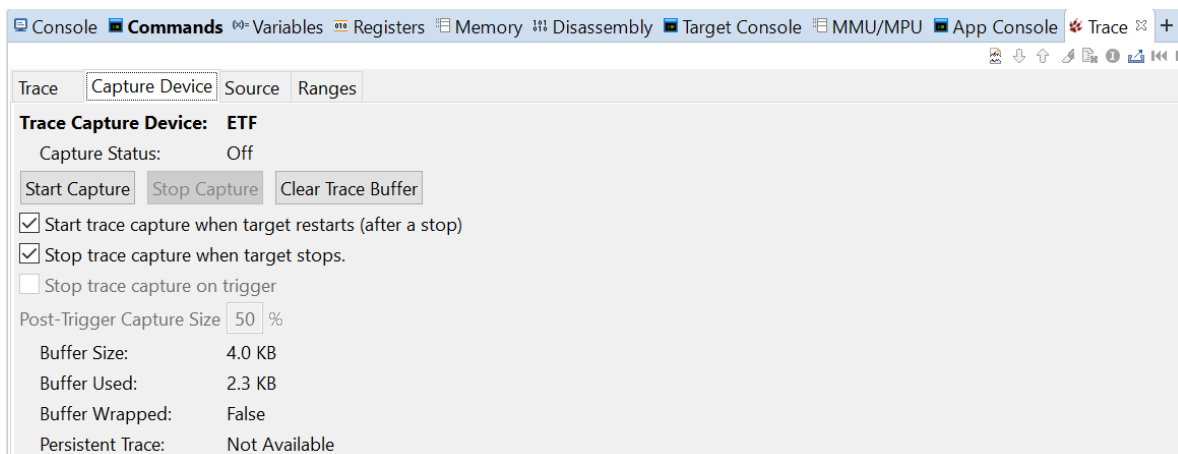 Console Commands (x)= Variables 010 Registers Memory Disassembly Target Console MMU/MPU App Console Trace
Trace Capture Device Source Ranges
Trace Capture Device: ETF
Capture Status: Off
Start Capture Stop Capture Clear Trace Buffer
Start trace capture when target restarts (after a stop)
Stop trace capture when target stops.
Stop trace capture on trigger
Post-Trigger Capture Size 50 %
Buffer Size: 4.0 KB
Buffer Used: 2.3 KB
Buffer Wrapped: False
Persistent Trace: Not Available